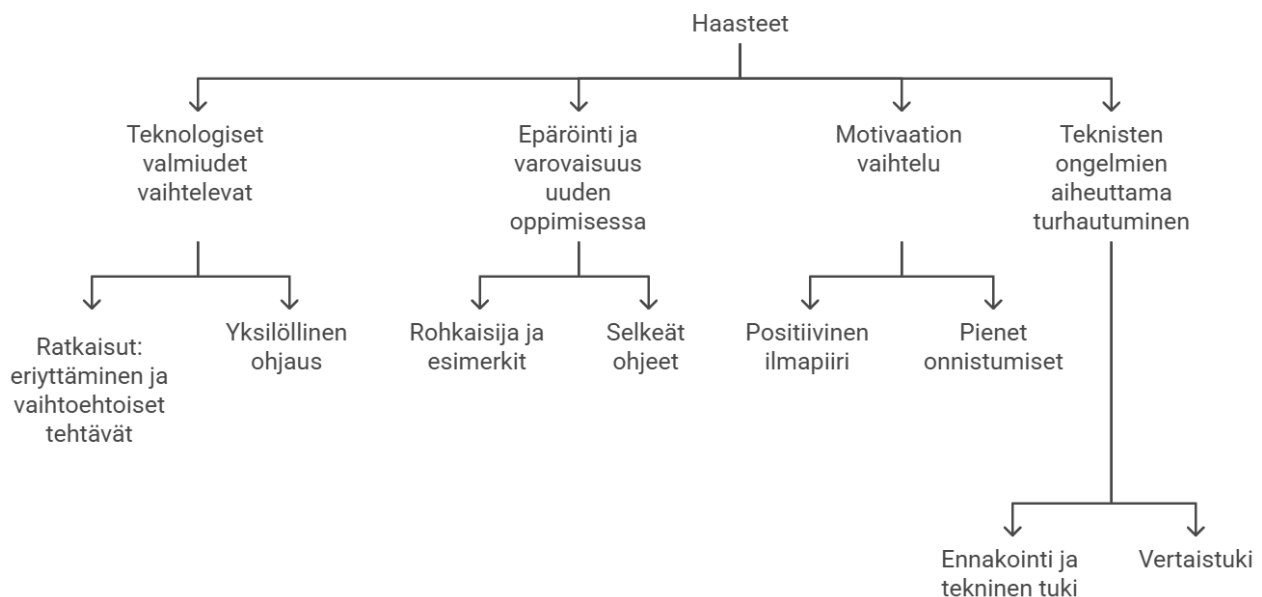 Haasteet
Teknologiset
valmiudet
vaihtelevat
Epäröinti ja
varovaisuus
uuden
oppimisessa
Motivaation
vaihtelu
Teknisten
ongelmien
aiheuttama
turhautuminen
Ratkaisut:
eriyttäminen ja
vaihtoehtoiset
tehtävät
Yksilöllinen
ohjaus
Rohkaisija ja
esimerkit
Selkeät
ohjeet
Positiivinen
ilmapiiri
Pienet
onnistumiset
Ennakointi ja
tekninen tuki
Vertaistuki